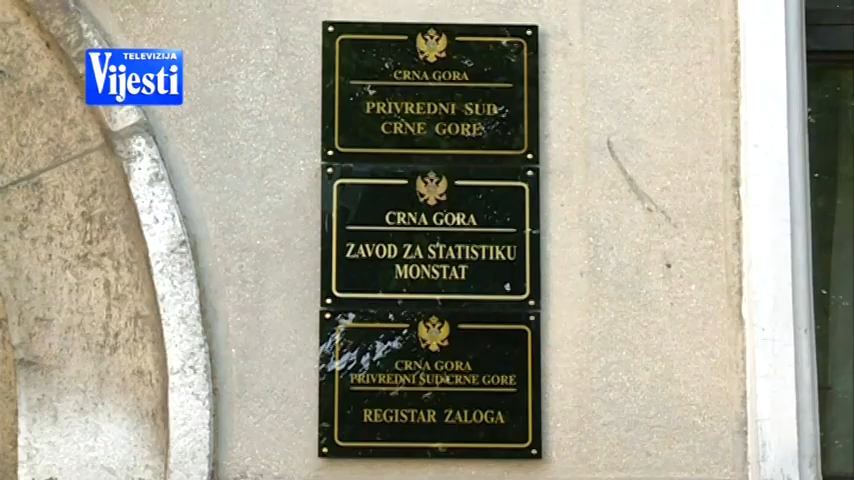 TELEVIZIJA
Vijesti
CRNA GORA
PRIVREDNI SUD
CRNE GORE
CRNA GORA
ZAVOD ZA STATISTIKU
MONSTAT
CRNA GORA
PRIVREDNI SUD CRNE GORE
REGISTAR ZALOGA